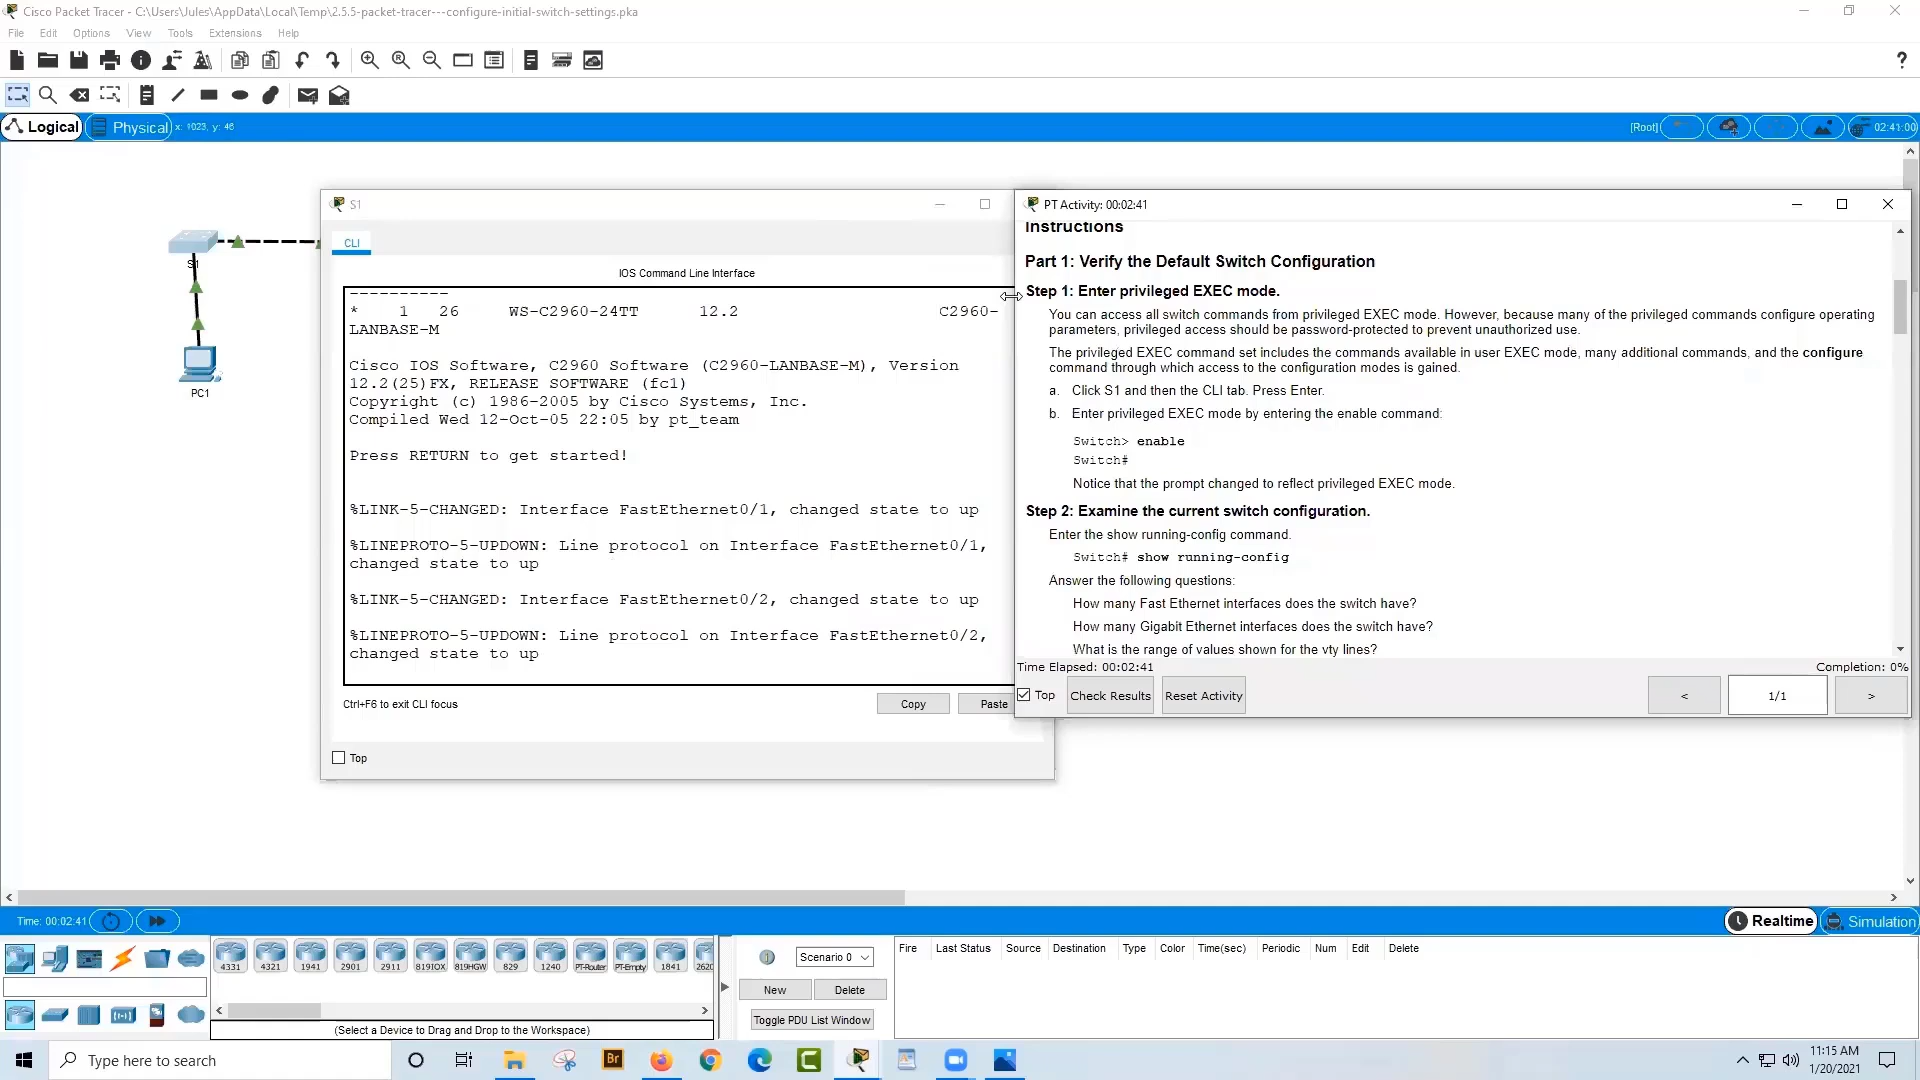 Cisco Packet Tracer - C:\Users\Jules\AppData\Local\Temp\2.5.5-packet-tracer---configure-initial-switch-settings.pka
File Edit Options View Tools Extensions Help
Logical Physical x: 1023, y: 46 [Root] 02:41:00
S1
PC1
S1
CLI
IOS Command Line Interface
----------
* 1 26 WS-C2960-24TT 12.2 C2960-
LANBASE-M
Cisco IOS Software, C2960 Software (C2960-LANBASE-M), Version
12.2(25)FX, RELEASE SOFTWARE (fc1)
Copyright (c) 1986-2005 by Cisco Systems, Inc.
Compiled Wed 12-Oct-05 22:05 by pt_team
Press RETURN to get started!
%LINK-5-CHANGED: Interface FastEthernet0/1, changed state to up
%LINEPROTO-5-UPDOWN: Line protocol on Interface FastEthernet0/1,
changed state to up
%LINK-5-CHANGED: Interface FastEthernet0/2, changed state to up
%LINEPROTO-5-UPDOWN: Line protocol on Interface FastEthernet0/2,
changed state to up
Ctrl+F6 to exit CLI focus
Copy
Paste
Top
PT Activity: 00:02:41
Instructions
Part 1: Verify the Default Switch Configuration
Step 1: Enter privileged EXEC mode.
You can access all switch commands from privileged EXEC mode. However, because many of the privileged commands configure operating
parameters, privileged access should be password-protected to prevent unauthorized use.
The privileged EXEC command set includes the commands available in user EXEC mode, many additional commands, and the configure
command through which access to the configuration modes is gained.
a. Click S1 and then the CLI tab. Press Enter.
b. Enter privileged EXEC mode by entering the enable command:
Switch> enable
Switch#
Notice that the prompt changed to reflect privileged EXEC mode.
Step 2: Examine the current switch configuration.
Enter the show running-config command.
Switch# show running-config
Answer the following questions:
How many Fast Ethernet interfaces does the switch have?
How many Gigabit Ethernet interfaces does the switch have?
What is the range of values shown for the vty lines?
Time Elapsed: 00:02:41 Completion: 0%
Top
Check Results
Reset Activity
<
1/1
>
Time: 00:02:41
Realtime Simulation
4331 4321 1941 2901 2911 819IOX 819HGW 829 1240 PT-Router PT-Empty 1841 2620
(Select a Device to Drag and Drop to the Workspace)
Scenario 0
New
Delete
Toggle PDU List Window
Fire Last Status Source Destination Type Color Time(sec) Periodic Num Edit Delete
Type here to search
Br
11:15 AM
1/20/2021